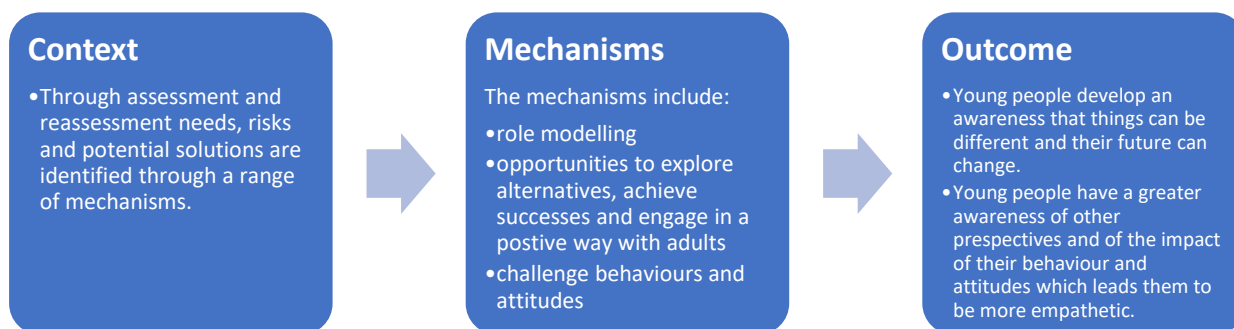 Context
•Through assessment and
reassessment needs, risks
and potential solutions are
identified through a range
of mechanisms.
Mechanisms
The mechanisms include:
•role modelling
•opportunities to explore
alternatives, achieve
successes and engage in a
postive way with adults
•challenge behaviours and
attitudes
Outcome
•Young people develop an
awareness that things can be
different and their future can
change.
•Young people have a greater
awareness of other
prespectives and of the impact
of their behaviour and
attitudes which leads them to
be more empathetic.